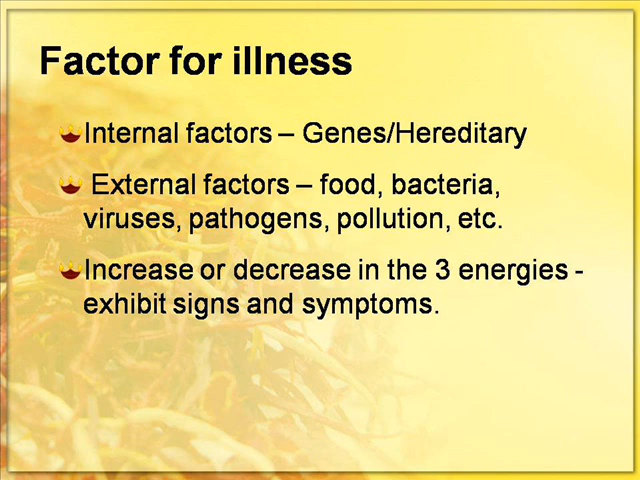 Factor for illness
Internal factors – Genes/Hereditary
External factors – food, bacteria,
viruses, pathogens, pollution, etc.
Increase or decrease in the 3 energies -
exhibit signs and symptoms.